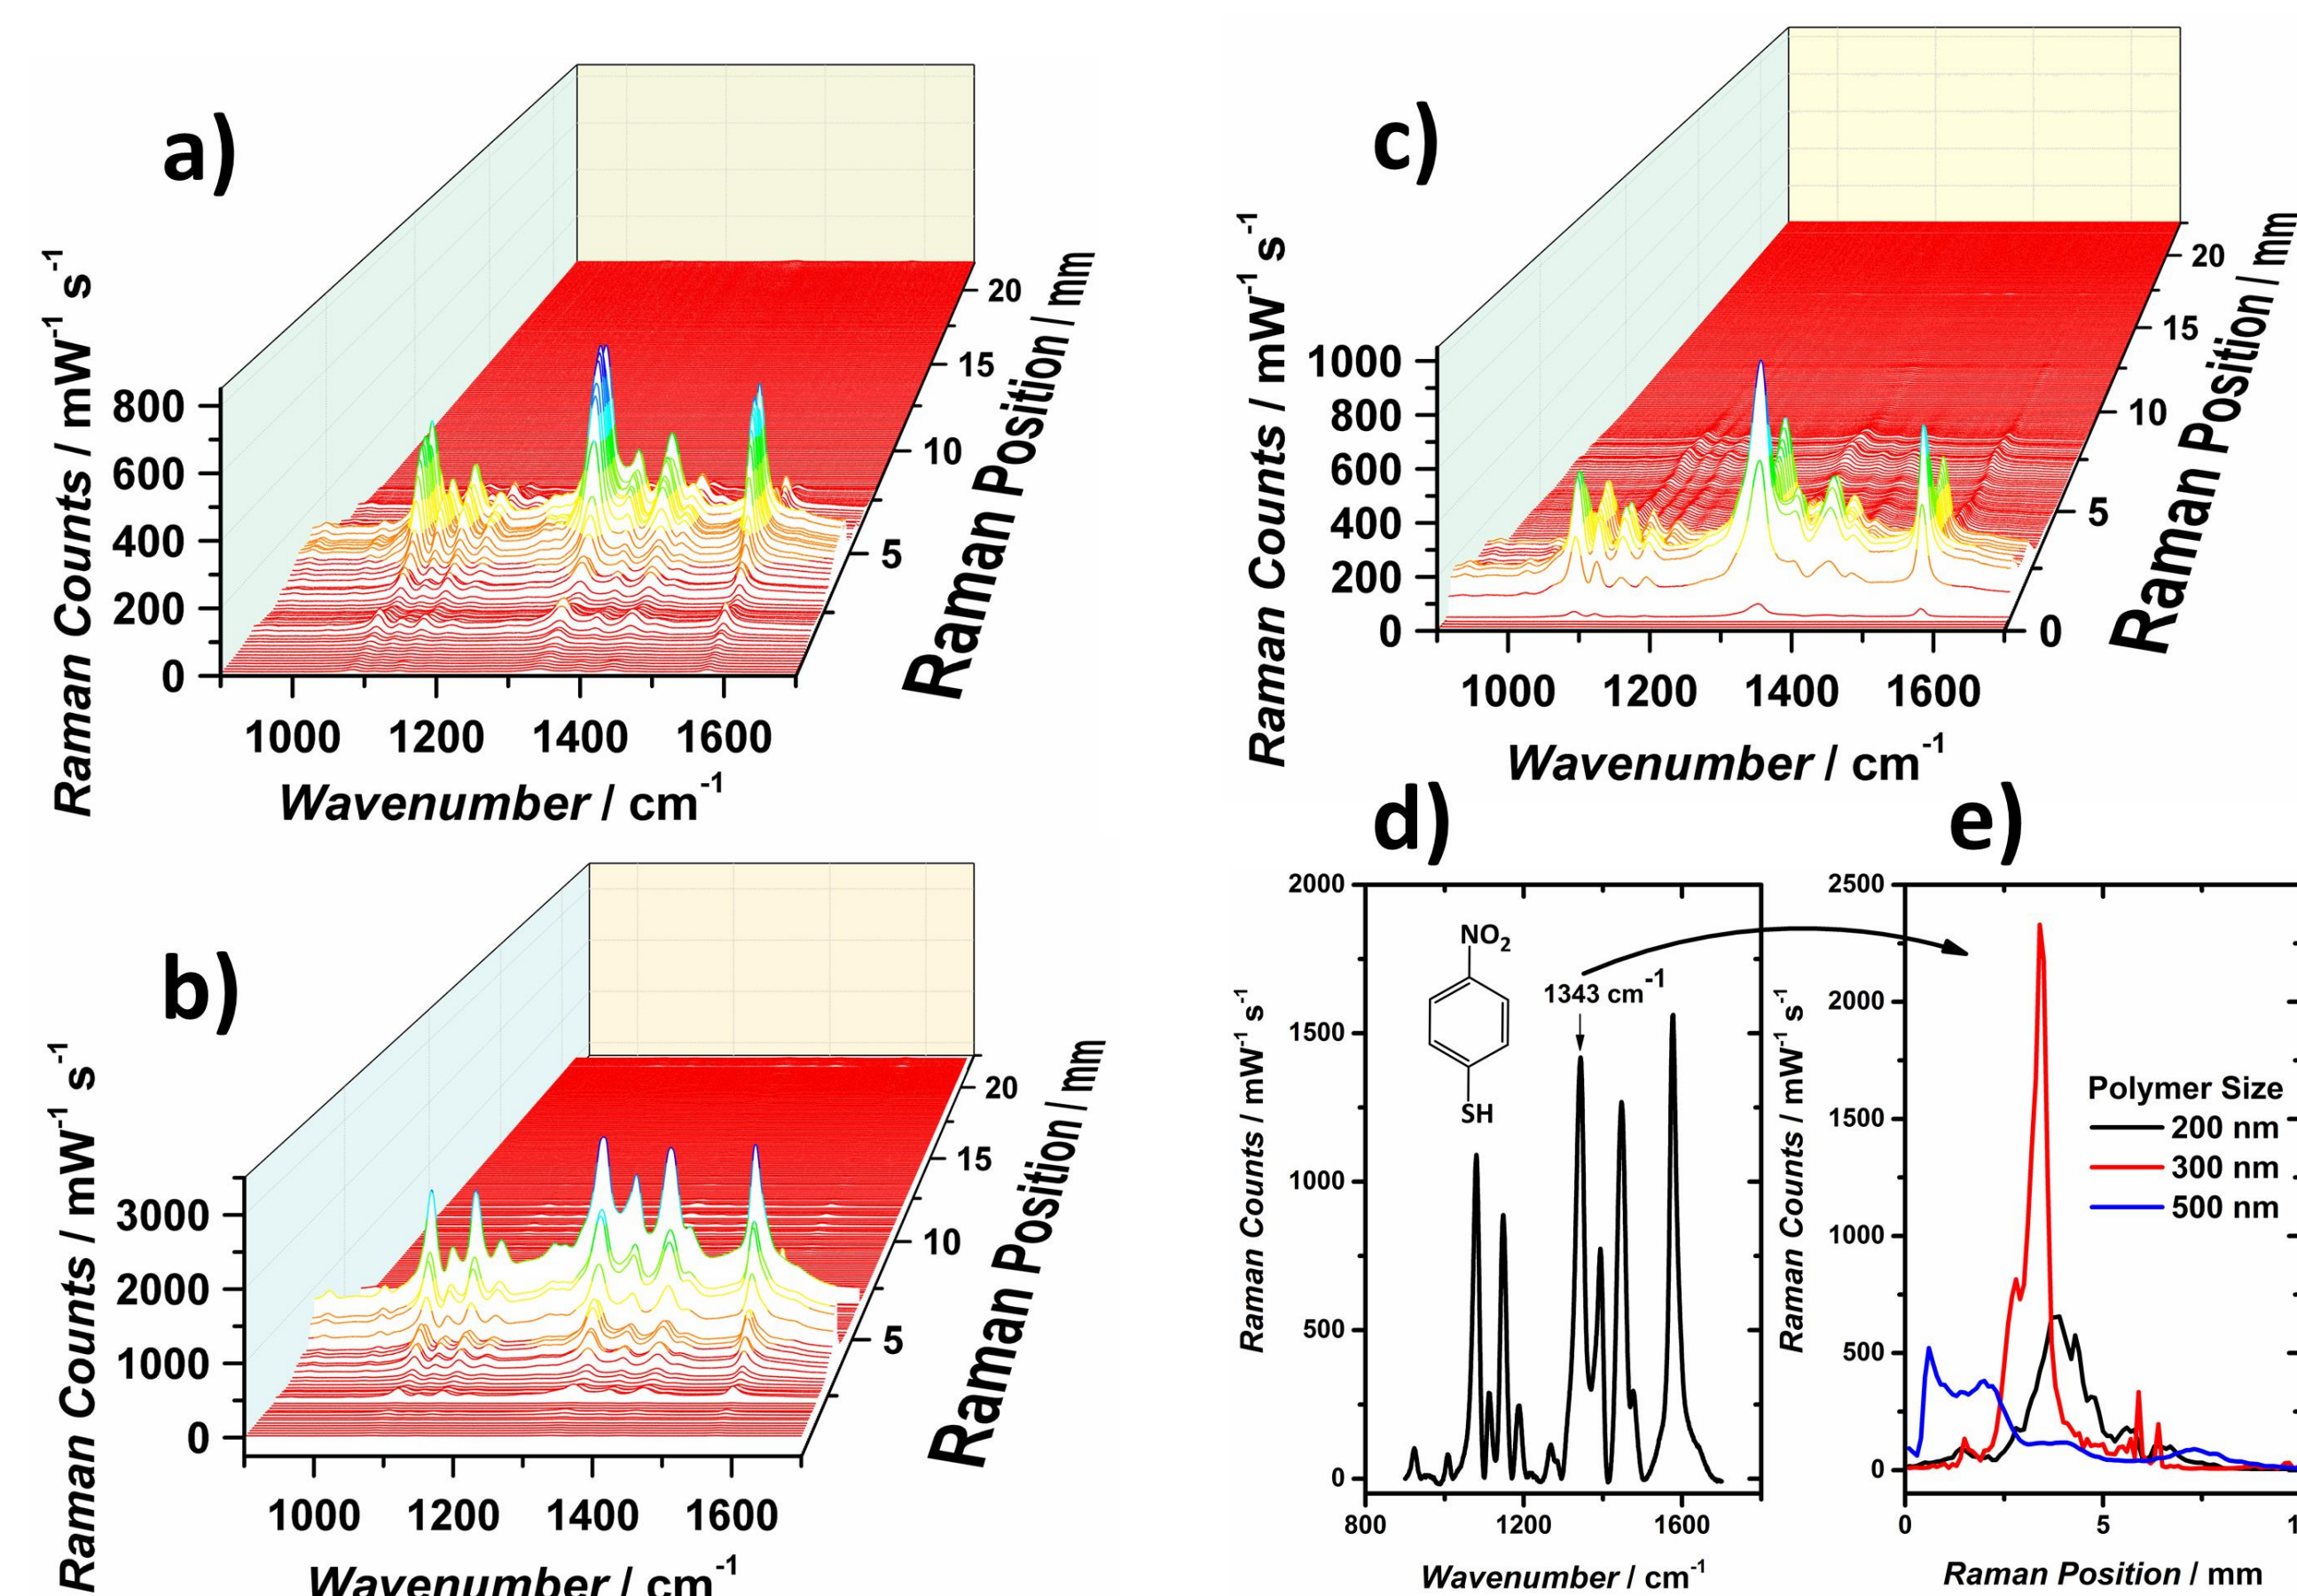 a)
Raman Counts / mW⁻¹ s⁻¹
800
600
400
200
0
1000 1200 1400 1600
Wavenumber / cm⁻¹
5
10
15
20
Raman Position / mm
b)
Raman Counts / mW⁻¹ s⁻¹
3000
2000
1000
0
1000 1200 1400 1600
Wavenumber / cm⁻¹
5
10
15
20
Raman Position / mm
c)
Raman Counts / mW⁻¹ s⁻¹
1000
800
600
400
200
0
1000 1200 1400 1600
Wavenumber / cm⁻¹
0
5
10
15
20
Raman Position / mm
d)
Raman Counts / mW⁻¹ s⁻¹
2000
1500
1000
500
0
NO₂
SH
1343 cm⁻¹
800 1200 1600
Wavenumber / cm⁻¹
e)
Raman Counts / mW⁻¹ s⁻¹
2500
2000
1500
1000
500
0
Polymer Size
200 nm
300 nm
500 nm
0 5
Raman Position / mm